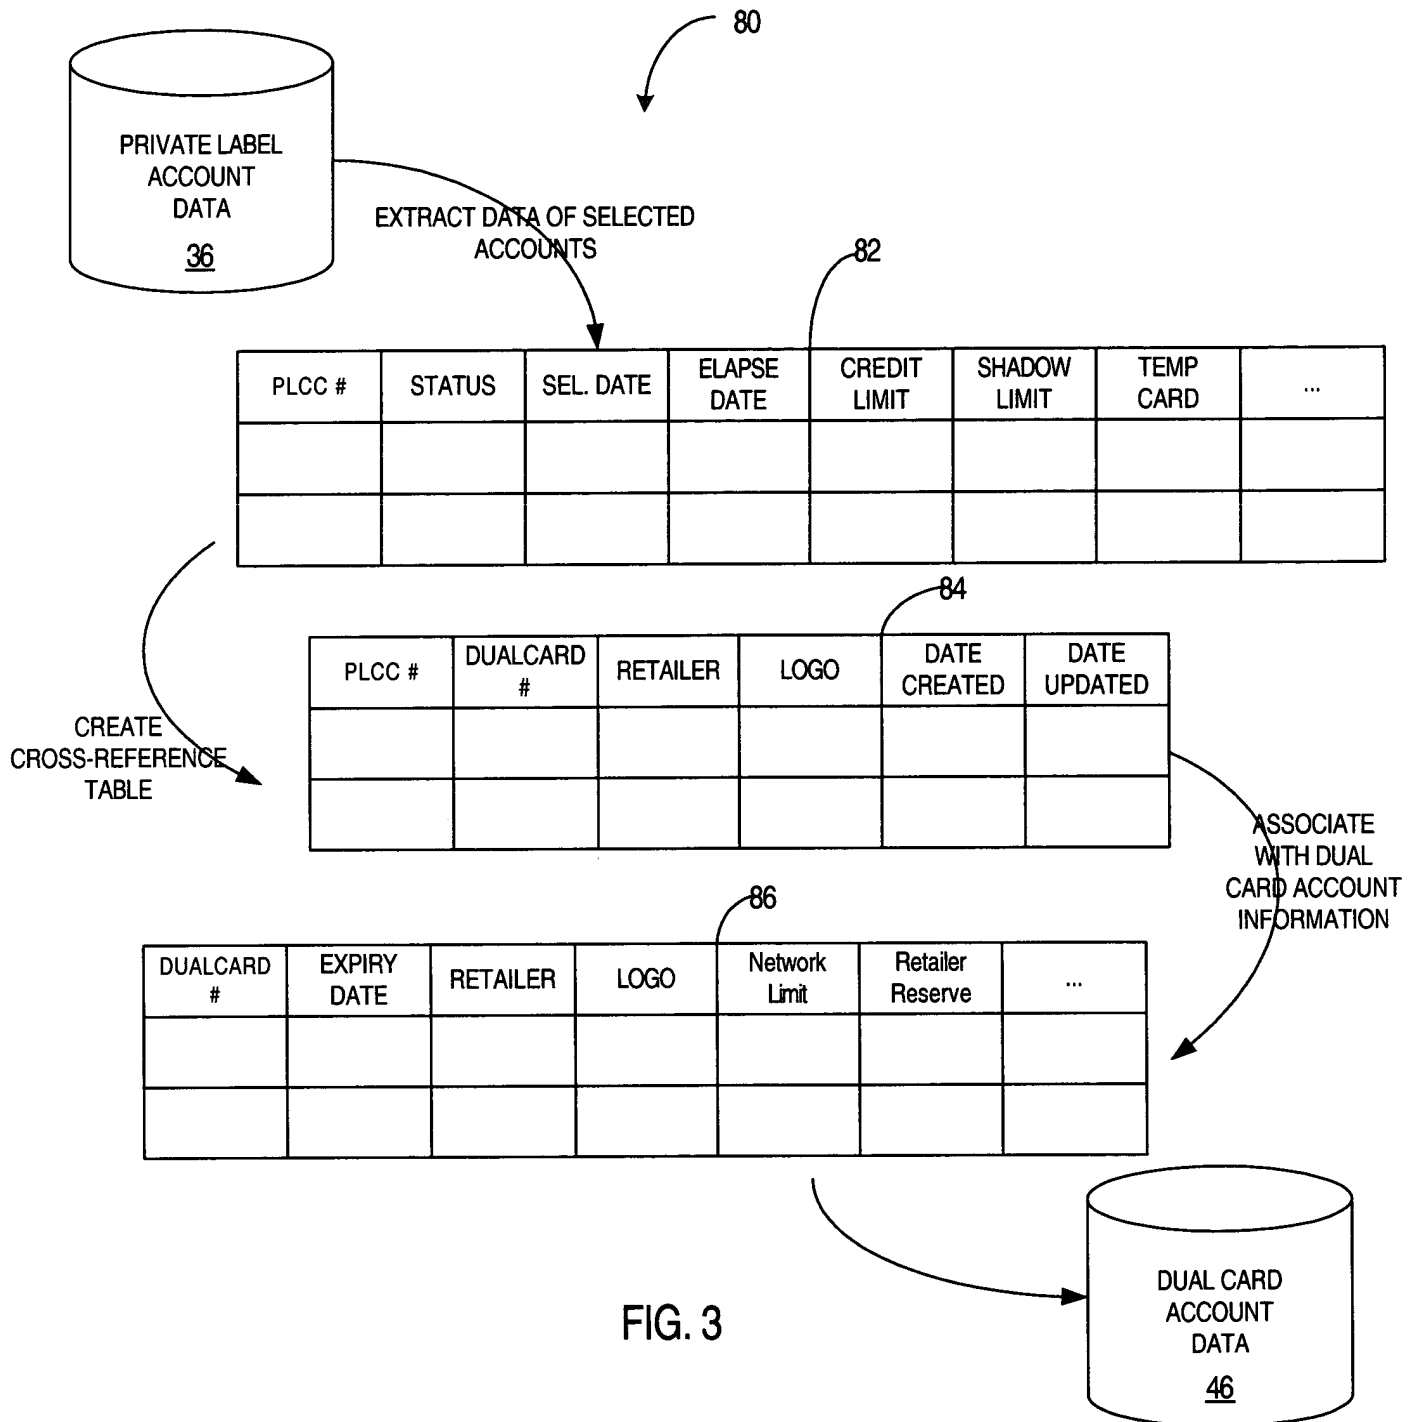 80
PRIVATE LABEL
ACCOUNT
DATA
36
EXTRACT DATA OF SELECTED
ACCOUNTS
82
PLCC # STATUS SEL. DATE ELAPSE DATE CREDIT LIMIT SHADOW LIMIT TEMP CARD ...
84
PLCC # DUALCARD # RETAILER LOGO DATE CREATED DATE UPDATED
CREATE
CROSS-REFERENCE
TABLE
ASSOCIATE
WITH DUAL
CARD ACCOUNT
INFORMATION
86
DUALCARD # EXPIRY DATE RETAILER LOGO Network Limit Retailer Reserve ...
DUAL CARD
ACCOUNT
DATA
46
FIG. 3